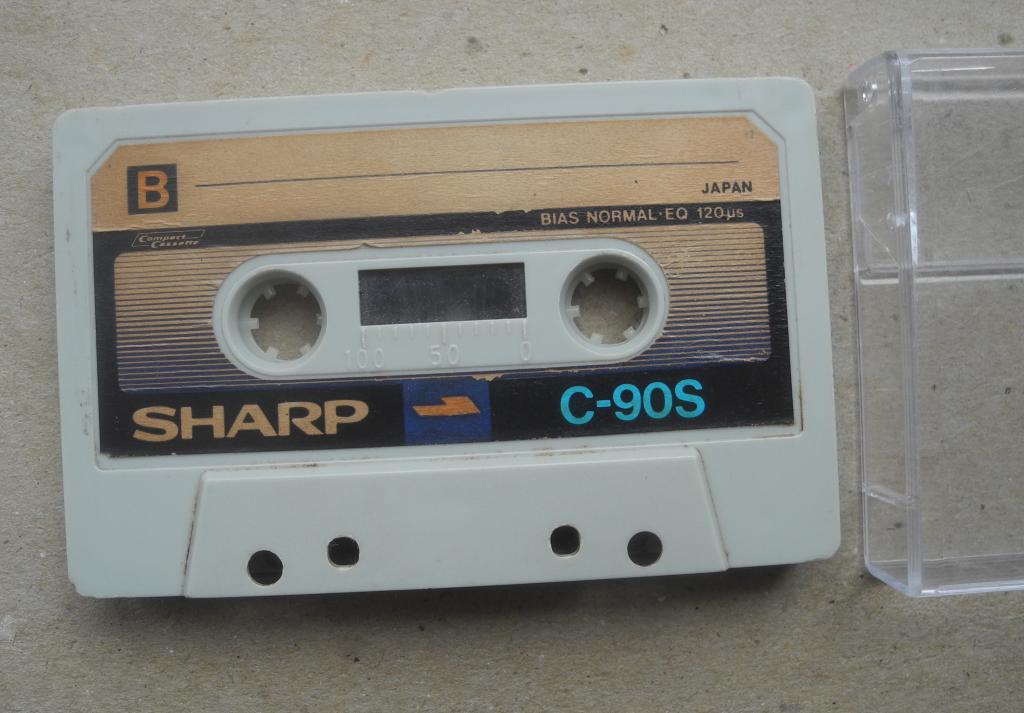 B
JAPAN
BIAS NORMAL·EQ 120μs
Compact
Cassette
100 50 0
SHARP C-90S